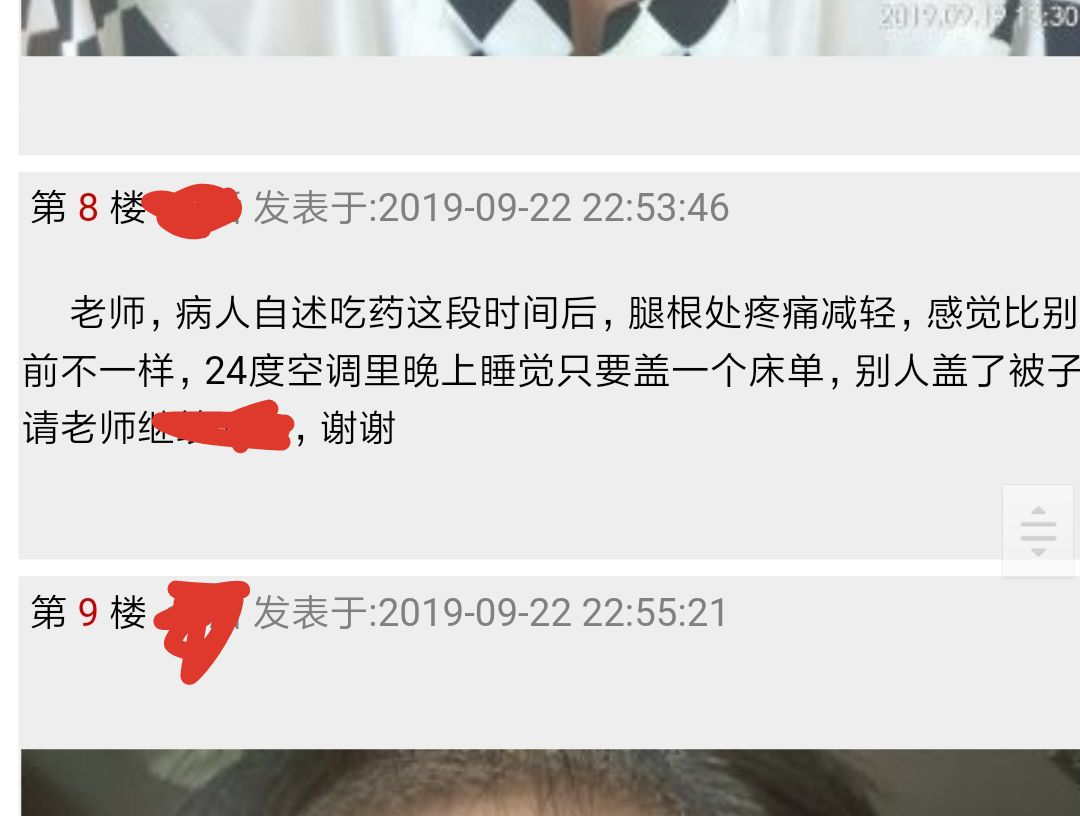 2019.09.19 1 :30
第 8 楼 发表于:2019-09-22 22:53:46
老师，病人自述吃药这段时间后，腿根处疼痛减轻，感觉比别
前不一样，24度空调里晚上睡觉只要盖一个床单，别人盖了被子
请老师继 ，谢谢
第 9 楼 发表于:2019-09-22 22:55:21